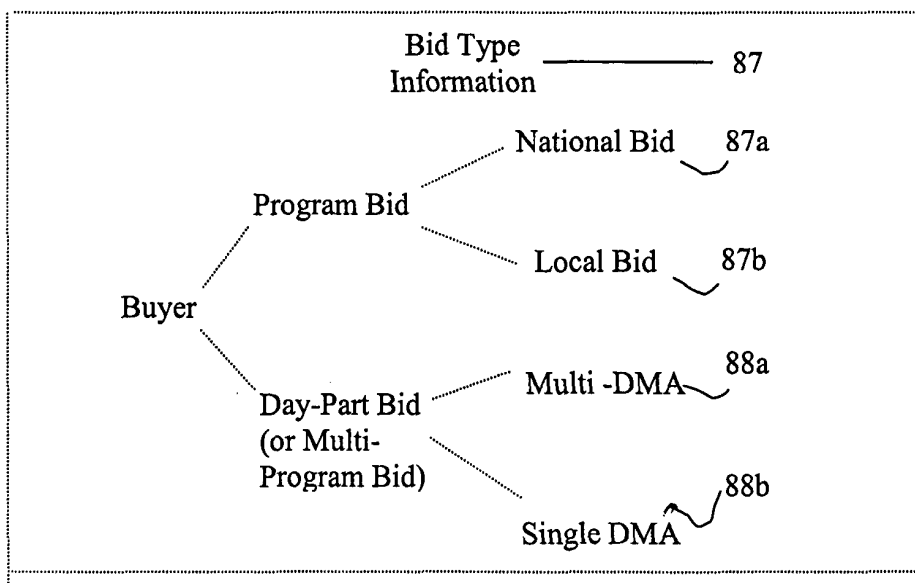 Bid Type
Information 87
National Bid 87a
Program Bid
Local Bid 87b
Buyer
Multi -DMA 88a
Day-Part Bid
(or Multi-
Program Bid)
88b
Single DMA